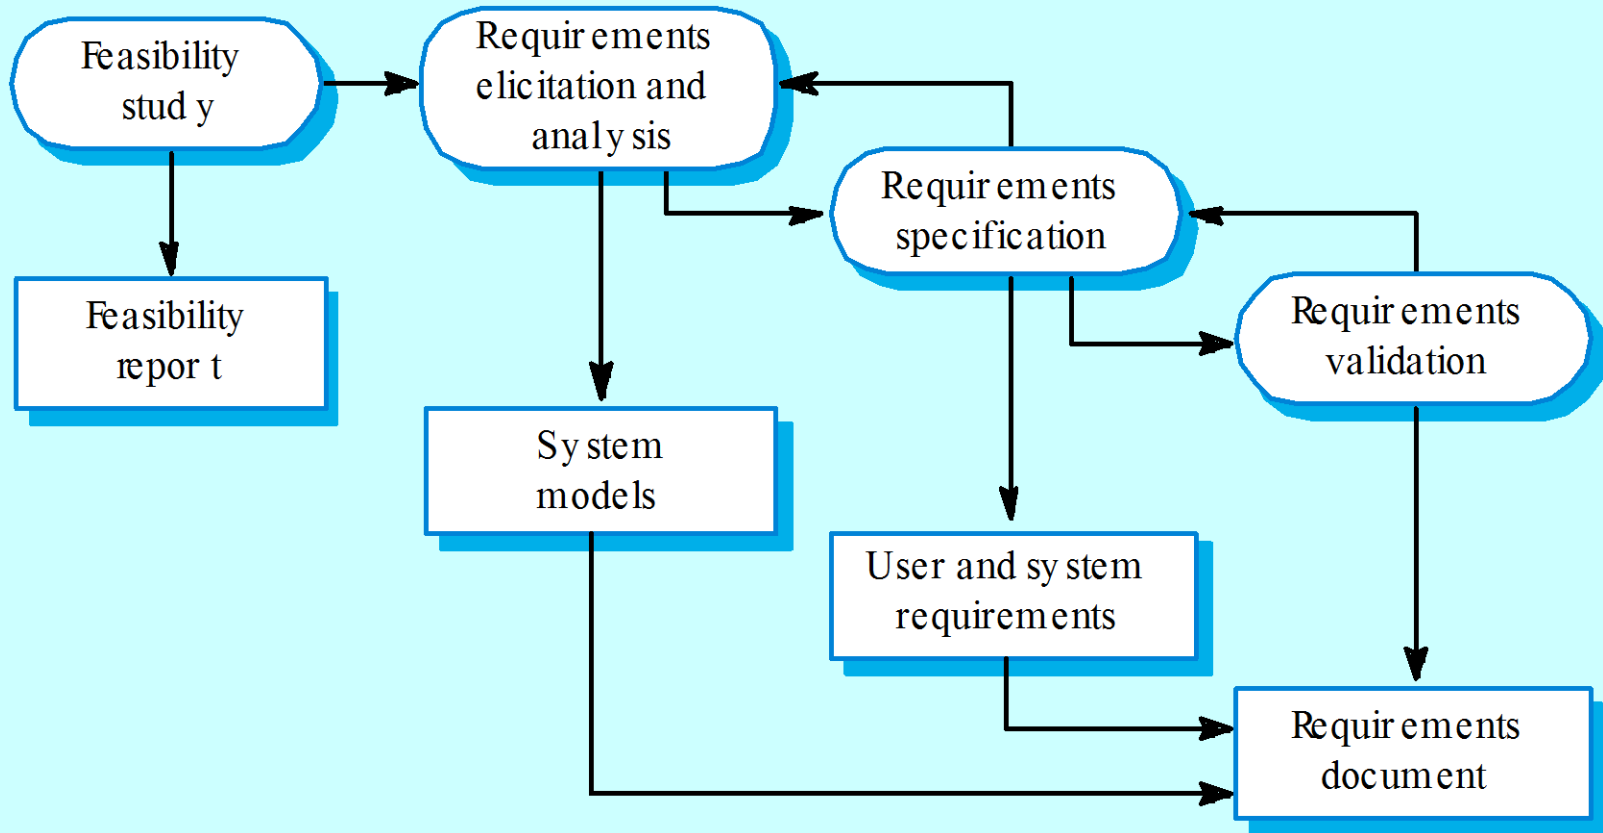 Feasibility
study
Requirements
elicitation and
analysis
Requirements
specification
Requirements
validation
Feasibility
report
System
models
User and system
requirements
Requirements
document